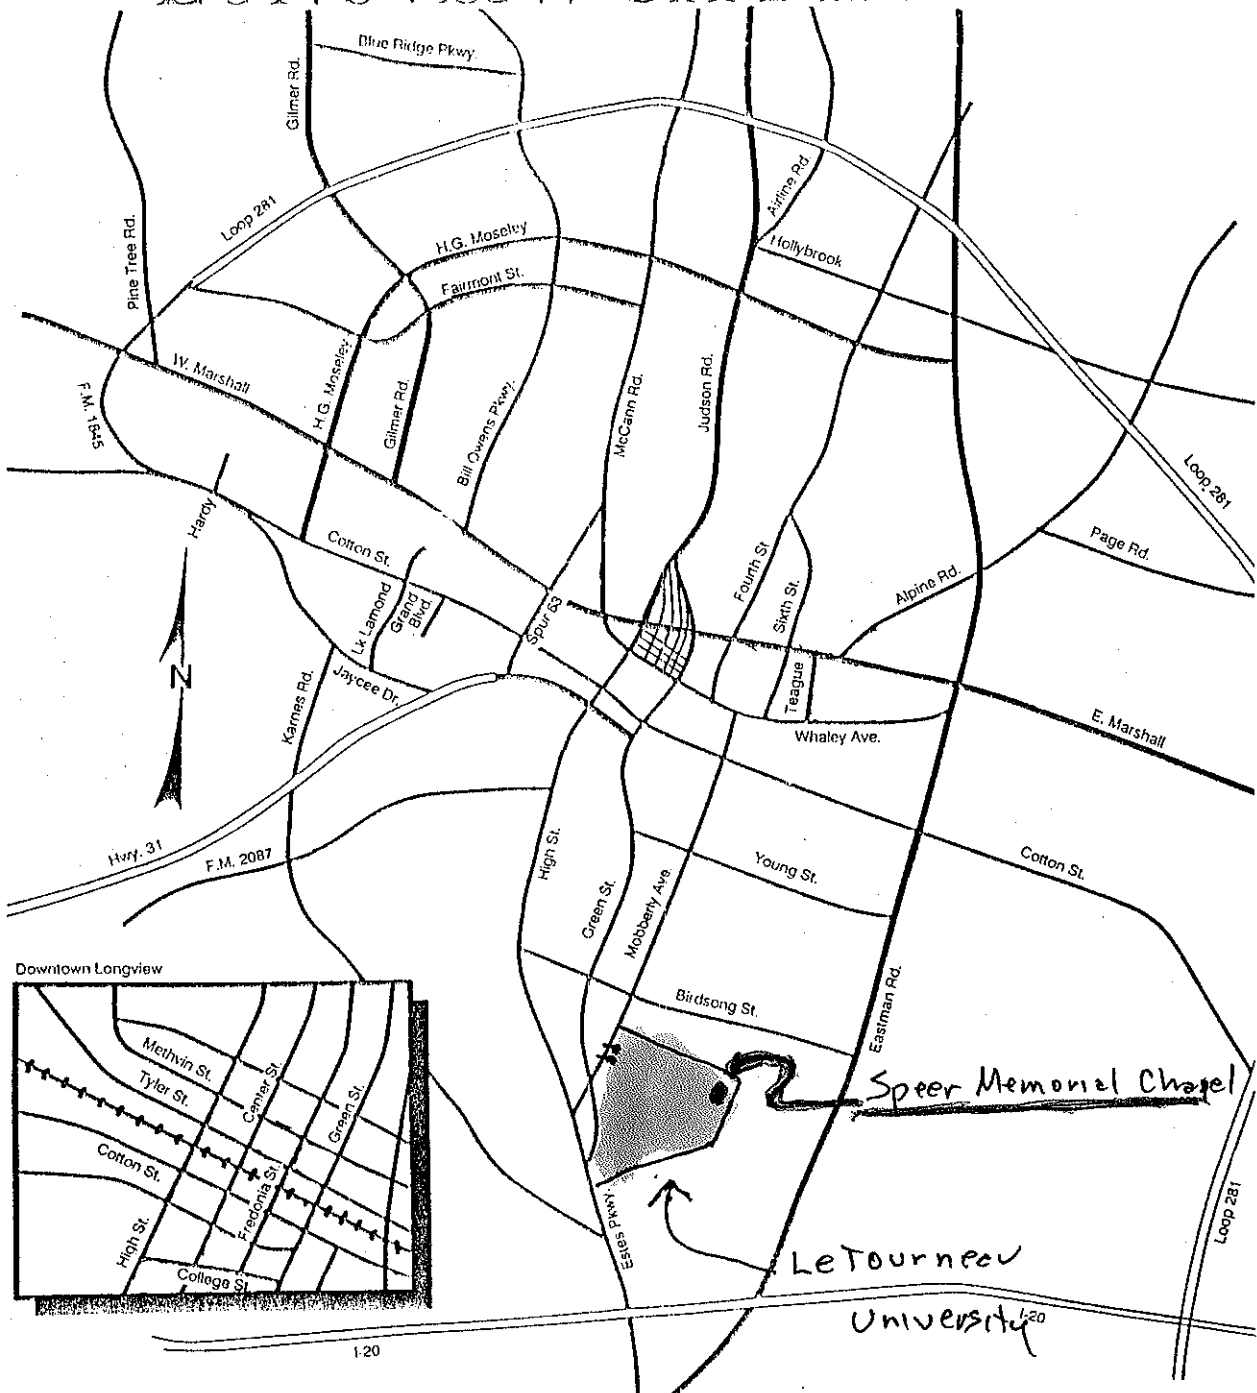 Blue Ridge Pkwy.
Gilmer Rd.
Airline Rd.
Loop 281
Pine Tree Rd.
H.G. Moseley
Hollybrook
Fairmont St.
W. Marshall
H.G. Moseley
Gilmer Rd.
Bill Owens Pkwy.
McCann Rd.
Judson Rd.
F.M. 1845
Loop 281
Hardy
Cotton St.
Page Rd.
Fourth St
Sixth St.
Alpine Rd.
Lk Lamond
Grand Blvd.
Spur 63
N
Jaycee Dr.
Karnes Rd.
Teague
Whaley Ave.
E. Marshall
Hwy. 31
F.M. 2087
High St.
Green St.
Mobberly Ave.
Young St.
Cotton St.
Birdsong St.
Eastman Rd.
Speer Memorial Chapel
Downtown Longview
Methvin St.
Tyler St.
Center St.
Green St.
Cotton St.
Fredonia St.
High St.
College St.
Estes Pkwy.
LeTourneau
University
Loop 281
I-20
I-20